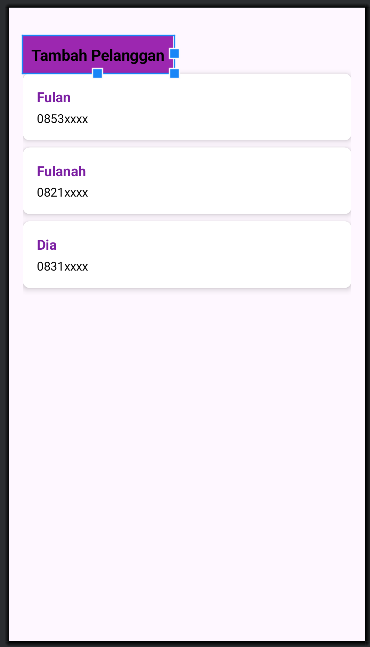 Tambah Pelanggan
Fulan
0853xxxx
Fulanah
0821xxxx
Dia
0831xxxx